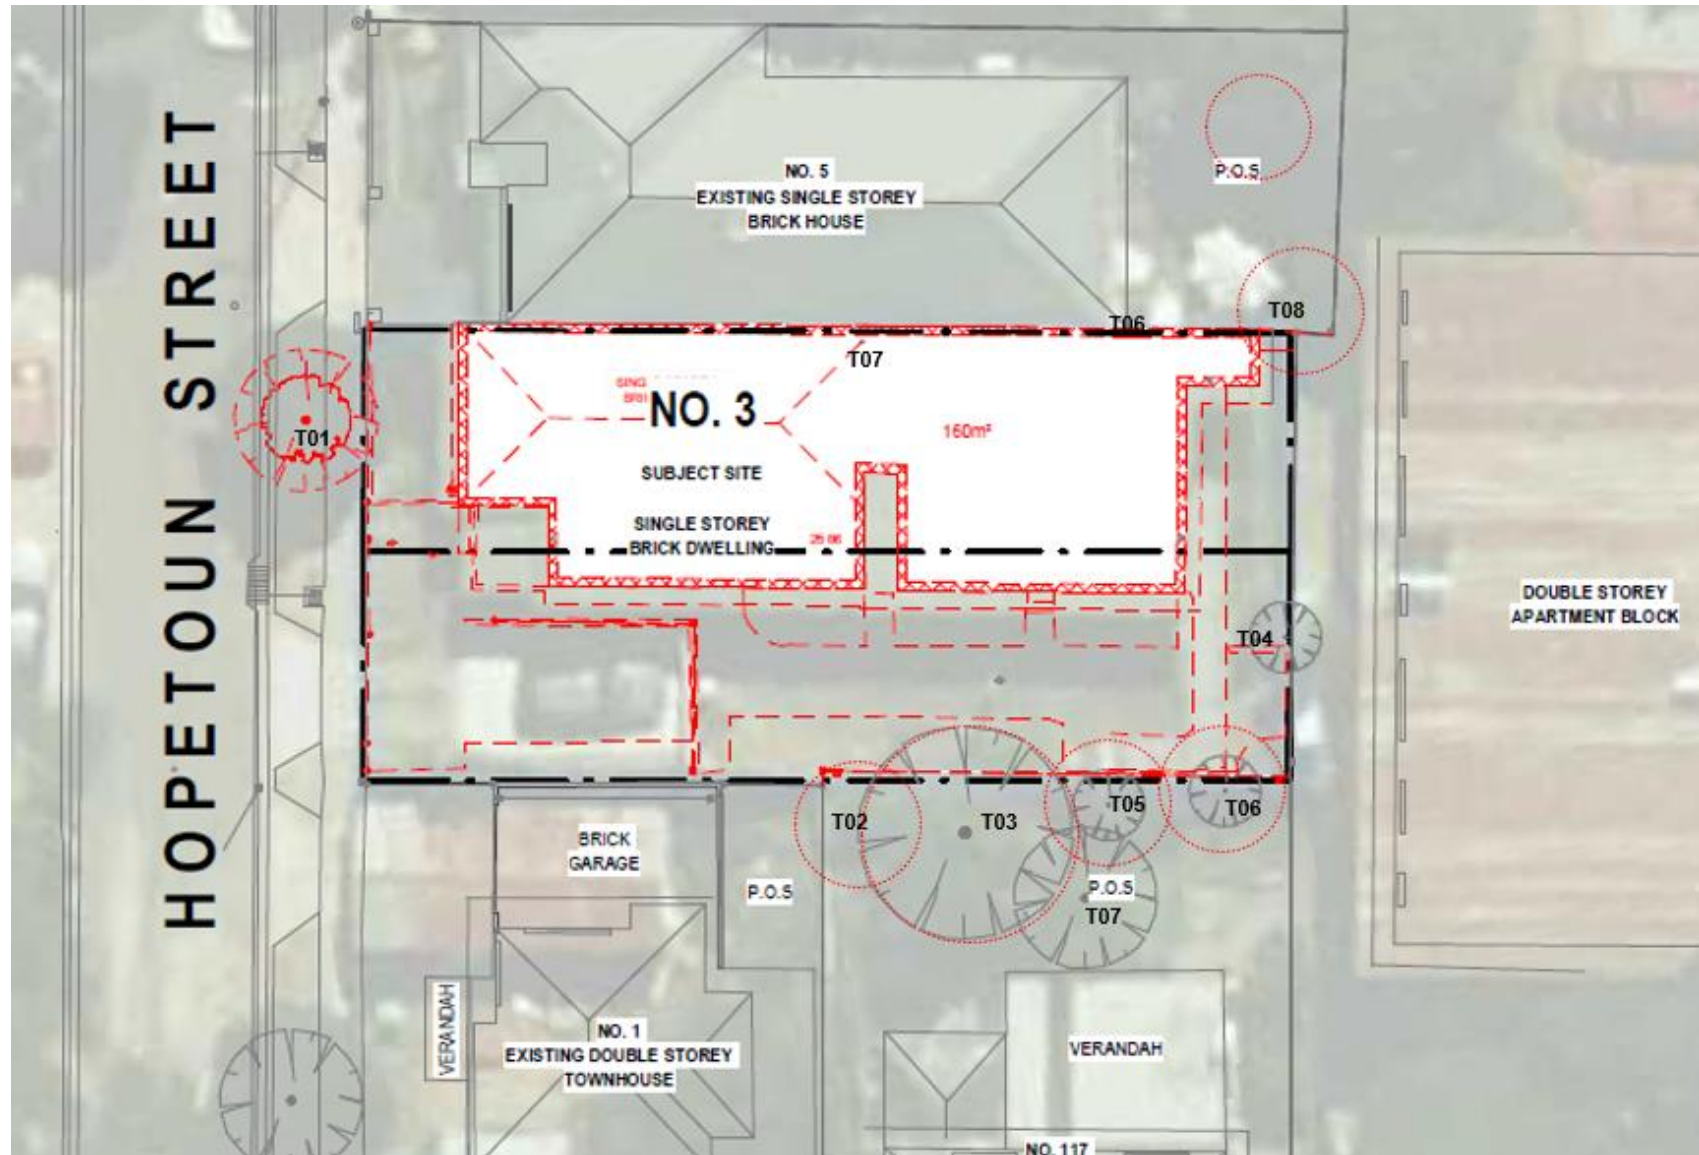 HOPETOUN STREET
NO. 5
EXISTING SINGLE STOREY
BRICK HOUSE
P.O.S
T08
T06
T07
T01
SING
NO. 3
160m²
SUBJECT SITE
SINGLE STOREY
BRICK DWELLING
DOUBLE STOREY
APARTMENT BLOCK
T04
T02
T03
T05
T06
BRICK
GARAGE
P.O.S
P.O.S
T07
VERANDAH
NO. 1
EXISTING DOUBLE STOREY
TOWNHOUSE
VERANDAH
NO. 117